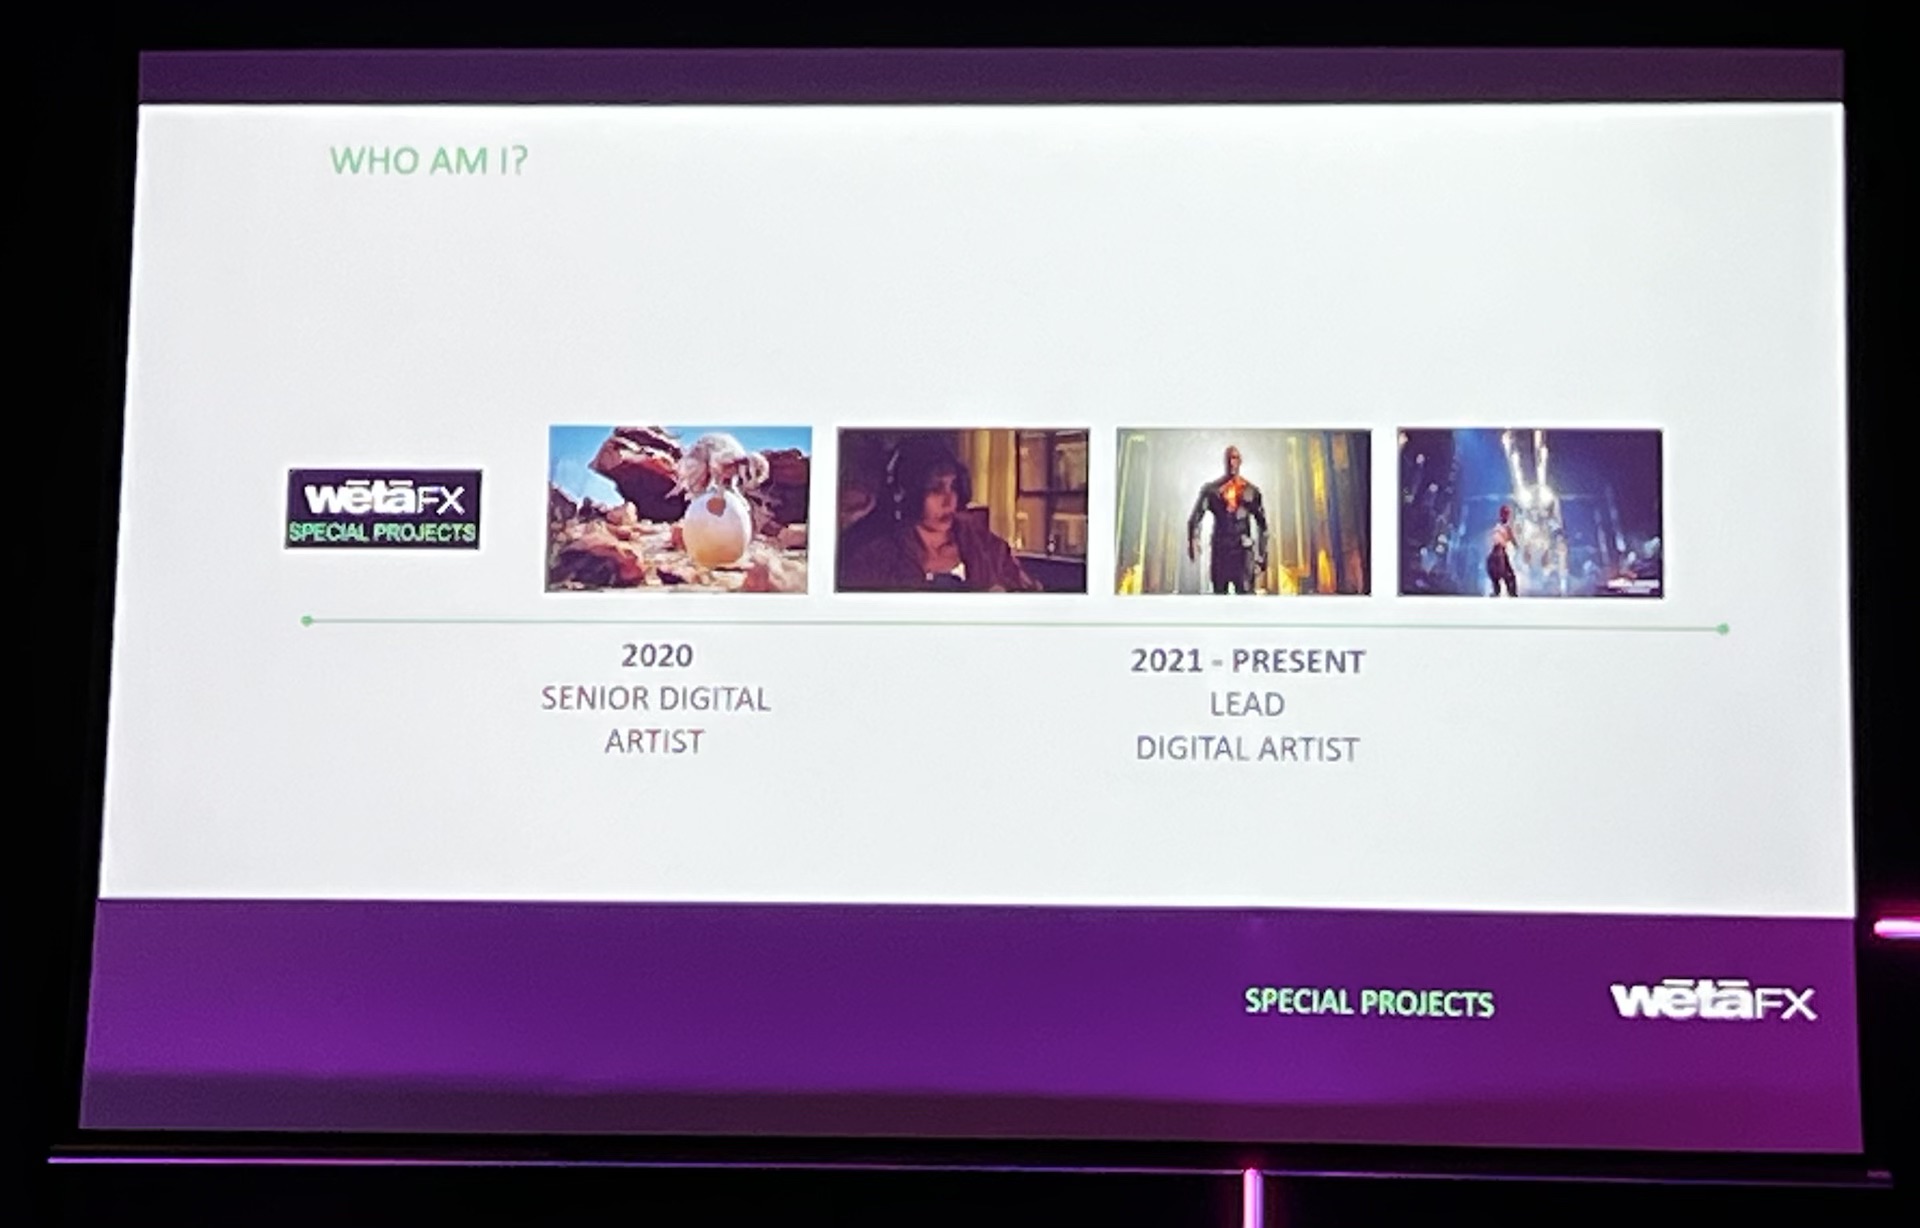 WHO AM I?
wētāFX
SPECIAL PROJECTS
2020
SENIOR DIGITAL
ARTIST
2021 - PRESENT
LEAD
DIGITAL ARTIST
SPECIAL PROJECTS
wētāFX